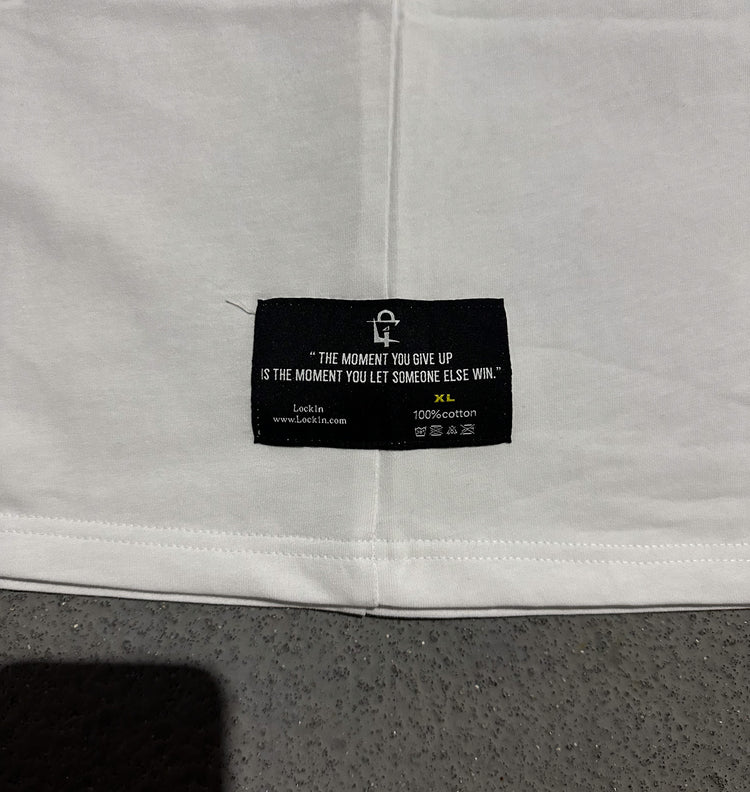 “ THE MOMENT YOU GIVE UP
IS THE MOMENT YOU LET SOMEONE ELSE WIN.”
XL
LockIn
100%cotton
www.LockIn.com